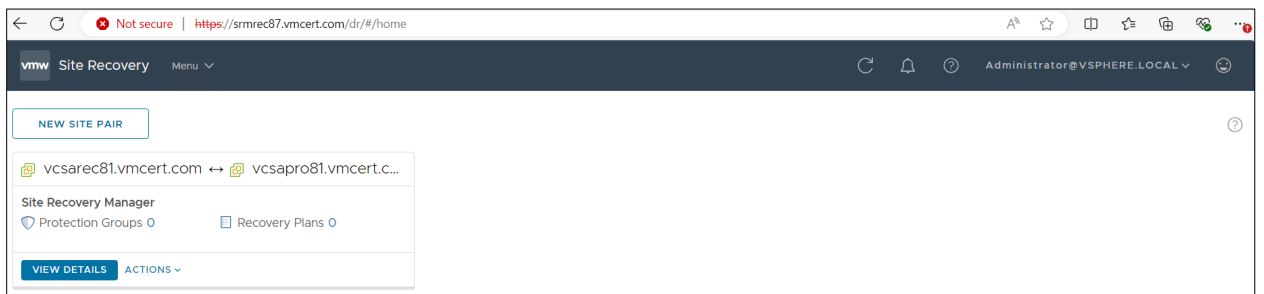 Not secure | https://srmrec87.vmcert.com/dr/#/home
vmw Site Recovery Menu Administrator@VSPHERE.LOCAL
NEW SITE PAIR
vcsarec81.vmcert.com ↔ vcsapro81.vmcert.c...
Site Recovery Manager
Protection Groups 0 Recovery Plans 0
VIEW DETAILS ACTIONS